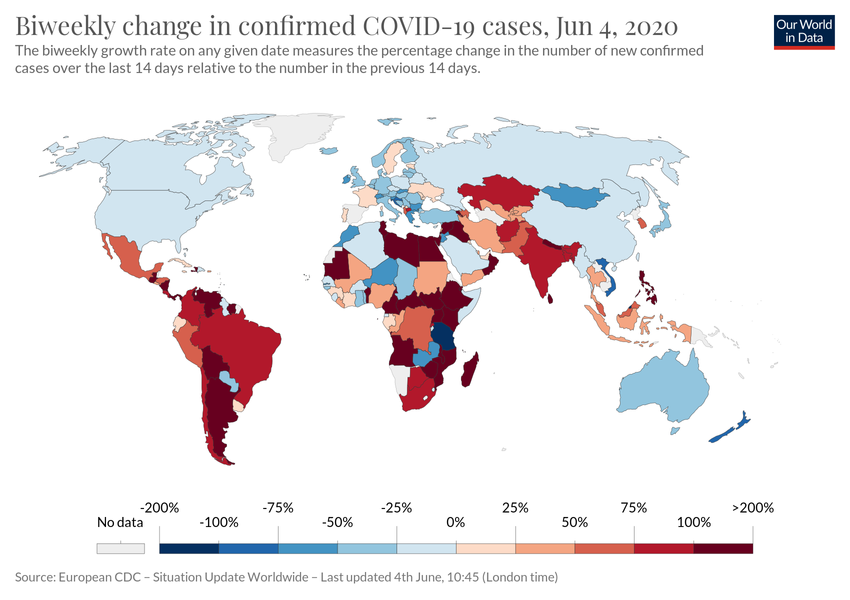 Biweekly change in confirmed COVID-19 cases, Jun 4, 2020
Our World
in Data
The biweekly growth rate on any given date measures the percentage change in the number of new confirmed
cases over the last 14 days relative to the number in the previous 14 days.
-200% -75% -25% 25% 75% >200%
No data -100% -50% 0% 50% 100%
Source: European CDC – Situation Update Worldwide – Last updated 4th June, 10:45 (London time)